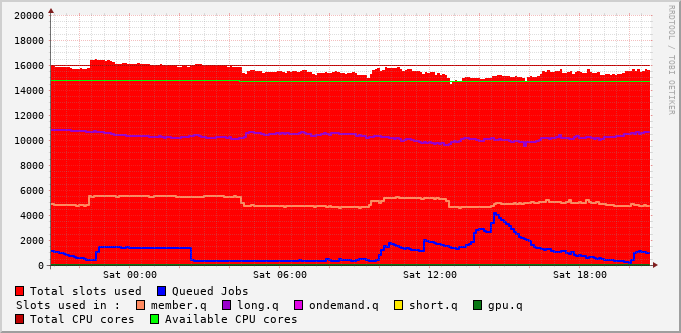 20000
18000
16000
14000
12000
10000
8000
6000
4000
2000
0
Sat 00:00 Sat 06:00 Sat 12:00 Sat 18:00
RRDTOOL / TOBI OETIKER
Total slots used Queued Jobs
Slots used in : member.q long.q ondemand.q short.q gpu.q
Total CPU cores Available CPU cores